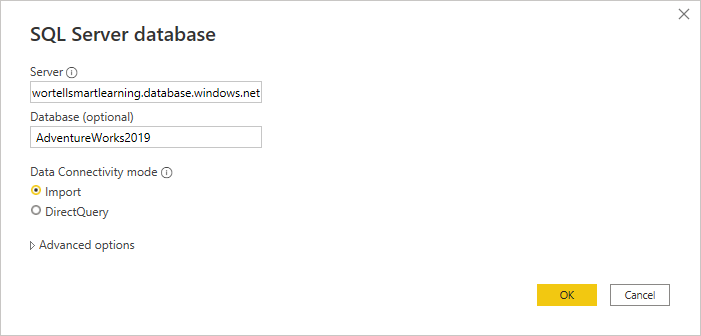 SQL Server database
Server
wortellsmartlearning.database.windows.net
Database (optional)
AdventureWorks2019
Data Connectivity mode
Import
DirectQuery
Advanced options
OK Cancel